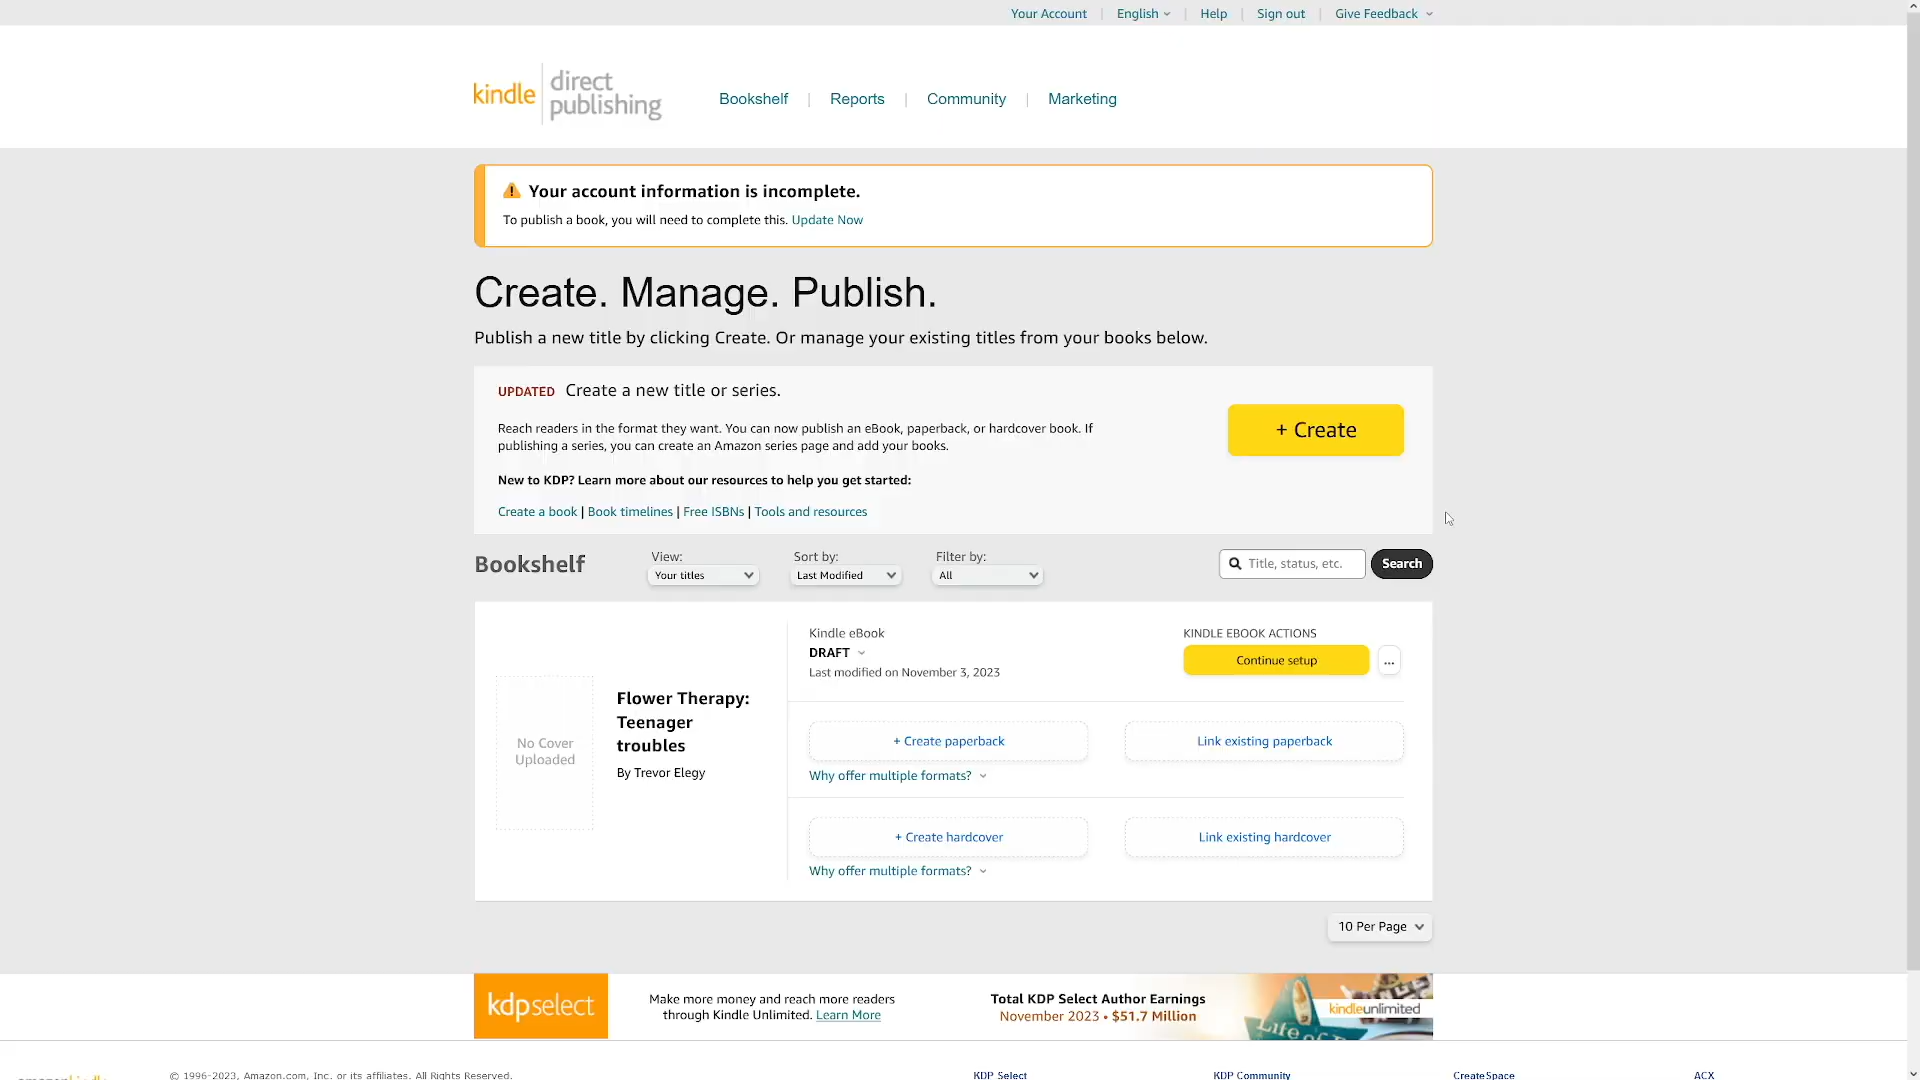 Your Account | English | Help | Sign out | Give Feedback
kindle direct publishing
Bookshelf | Reports | Community | Marketing
Your account information is incomplete.
To publish a book, you will need to complete this. Update Now
Create. Manage. Publish.
Publish a new title by clicking Create. Or manage your existing titles from your books below.
UPDATED Create a new title or series.
Reach readers in the format they want. You can now publish an eBook, paperback, or hardcover book. If
publishing a series, you can create an Amazon series page and add your books.
+ Create
New to KDP? Learn more about our resources to help you get started:
Create a book | Book timelines | Free ISBNs | Tools and resources
Bookshelf
View:
Your titles
Sort by:
Last Modified
Filter by:
All
Title, status, etc.
Search
No Cover
Uploaded
Flower Therapy:
Teenager
troubles
By Trevor Elegy
Kindle eBook
DRAFT
Last modified on November 3, 2023
KINDLE EBOOK ACTIONS
Continue setup
...
+ Create paperback
Link existing paperback
Why offer multiple formats?
+ Create hardcover
Link existing hardcover
Why offer multiple formats?
10 Per Page
kdpselect
Make more money and reach more readers
through Kindle Unlimited. Learn More
Total KDP Select Author Earnings
November 2023 • $51.7 Million
Life of
kindleunlimited
© 1996-2023, Amazon.com, Inc. or its affiliates. All Rights Reserved.
KDP Select
KDP Community
CreateSpace
ACX